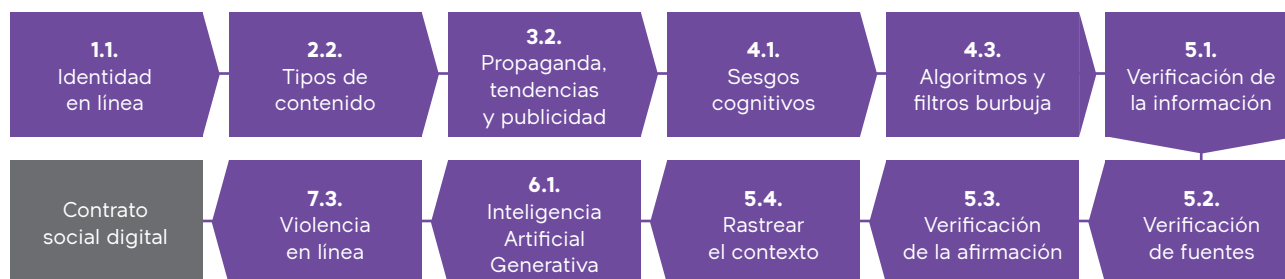 1.1.
Identidad
en línea
2.2.
Tipos de
contenido
3.2.
Propaganda,
tendencias
y publicidad
4.1.
Sesgos
cognitivos
4.3.
Algoritmos y
filtros burbuja
5.1.
Verificación de
la información
5.2.
Verificación
de fuentes
5.3.
Verificación
de la afirmación
5.4.
Rastrear
el contexto
6.1.
Inteligencia
Artificial
Generativa
7.3.
Violencia
en línea
Contrato
social digital